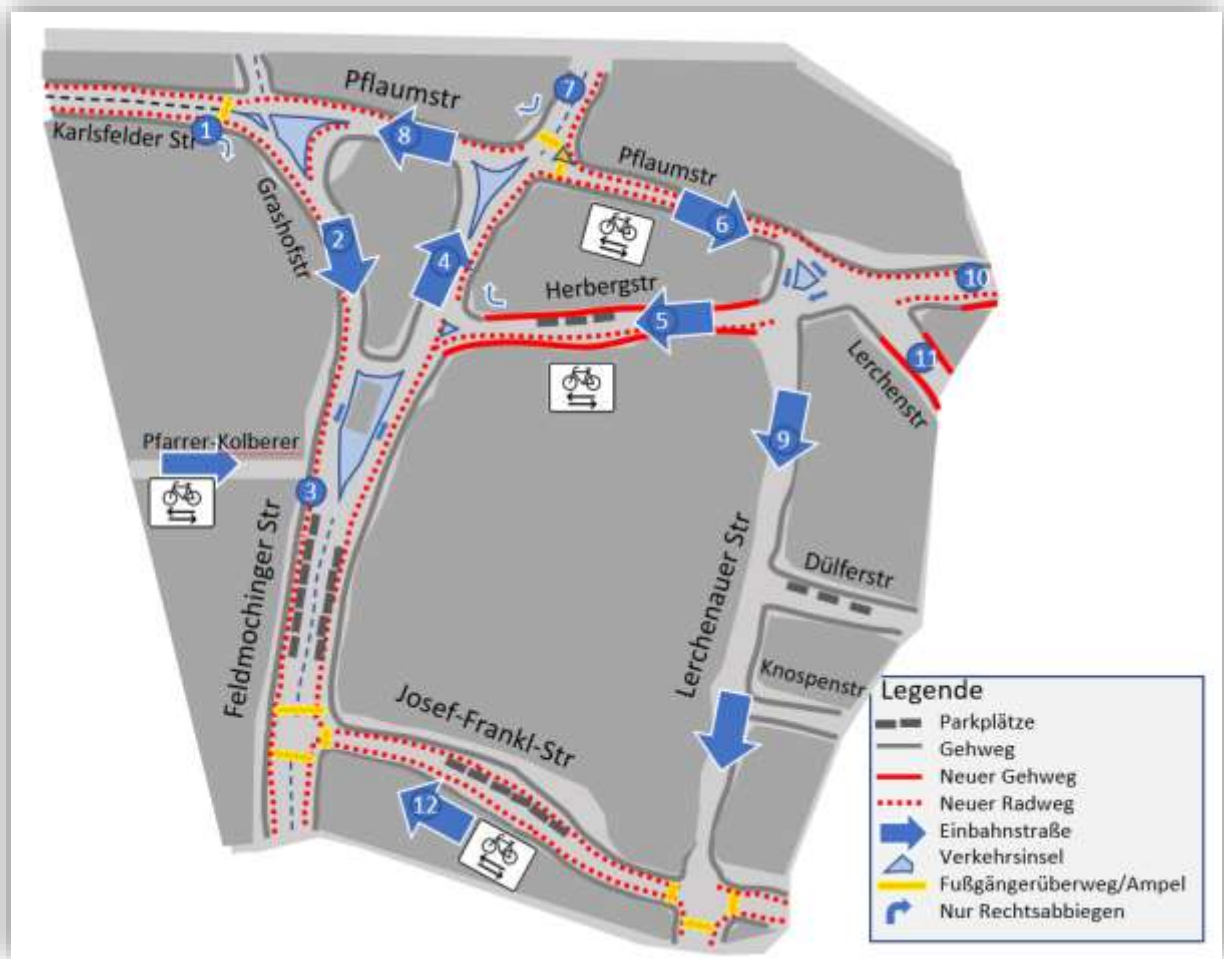 Pflaumstr
7
8
1
Karlsfelder Str
Pflaumstr
6
Grashofstr
2
4
Herbergstr
5
10
11
Lerchenstr
9
Pfarrer-Kolberer
3
Feldmochinger Str
Lerchenauer Str
Dülferstr
Knospenstr
Josef-Frankl-Str
12
Legende
Parkplätze
Gehweg
Neuer Gehweg
Neuer Radweg
Einbahnstraße
Verkehrsinsel
Fußgängerüberweg/Ampel
Nur Rechtsabbiegen